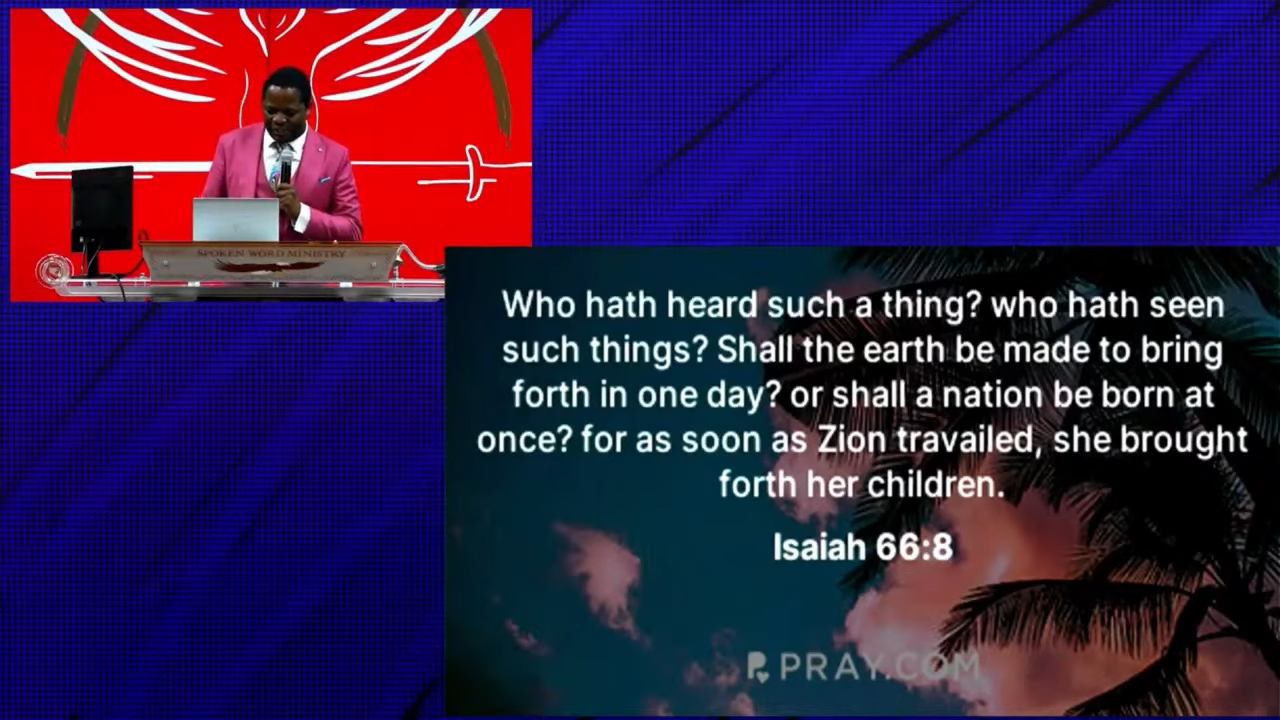 SPOKEN WORD MINISTRY
Who hath heard such a thing? who hath seen
such things? Shall the earth be made to bring
forth in one day? or shall a nation be born at
once? for as soon as Zion travailed, she brought
forth her children.
Isaiah 66:8
PRAY.COM